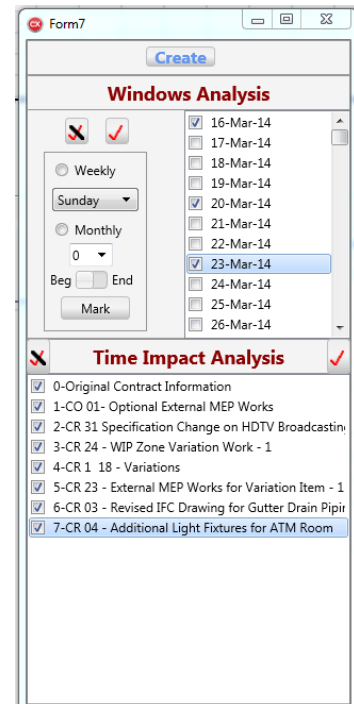 Form7
Create
Windows Analysis
Weekly
Sunday
Monthly
0
Beg End
Mark
16-Mar-14
17-Mar-14
18-Mar-14
19-Mar-14
20-Mar-14
21-Mar-14
22-Mar-14
23-Mar-14
24-Mar-14
25-Mar-14
26-Mar-14
Time Impact Analysis
0-Original Contract Information
1-CO 01- Optional External MEP Works
2-CR 31 Specification Change on HDTV Broadcasting
3-CR 24 - WIP Zone Variation Work - 1
4-CR 1 18 - Variations
5-CR 23 - External MEP Works for Variation Item - 1
6-CR 03 - Revised IFC Drawing for Gutter Drain Pipin
7-CR 04 - Additional Light Fixtures for ATM Room